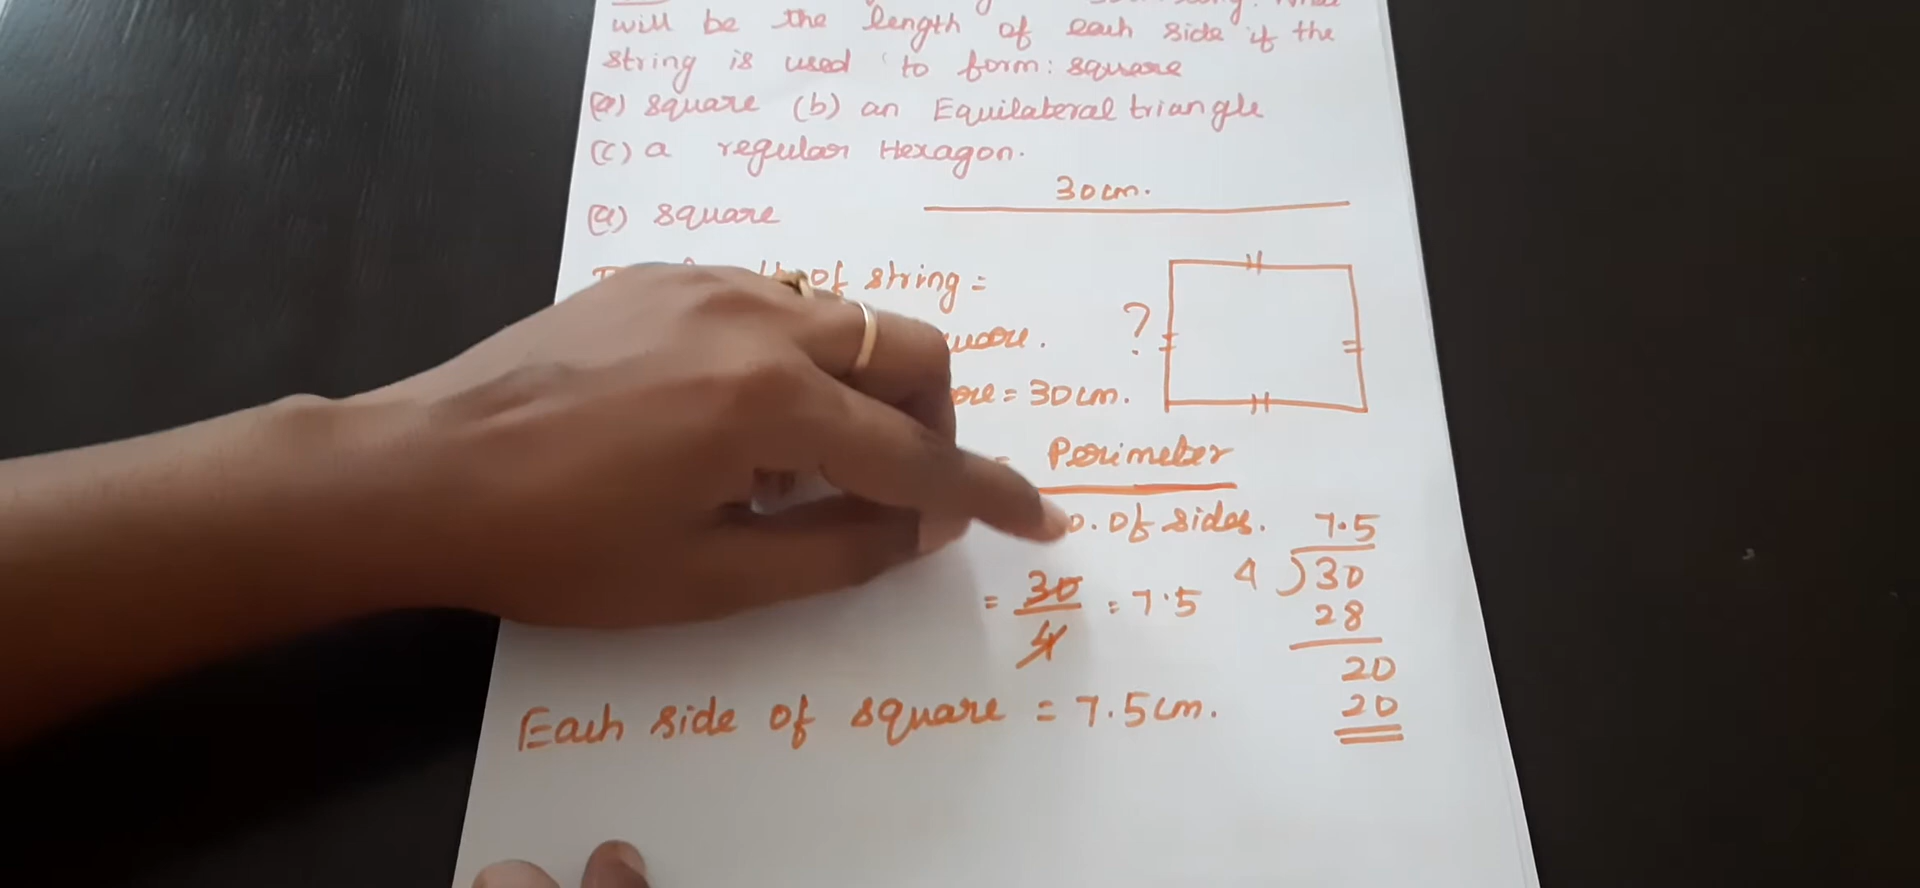 will be the length of each side if the
string is used to form: square
(a) square (b) an Equilateral triangle
(c) a regular Hexagon.
30cm.
(a) square
of string =
?
= 30cm.
= Perimeter
of sides.
= 30/4 = 7.5
7.5
4)30
28
20
20
Each side of square = 7.5cm.